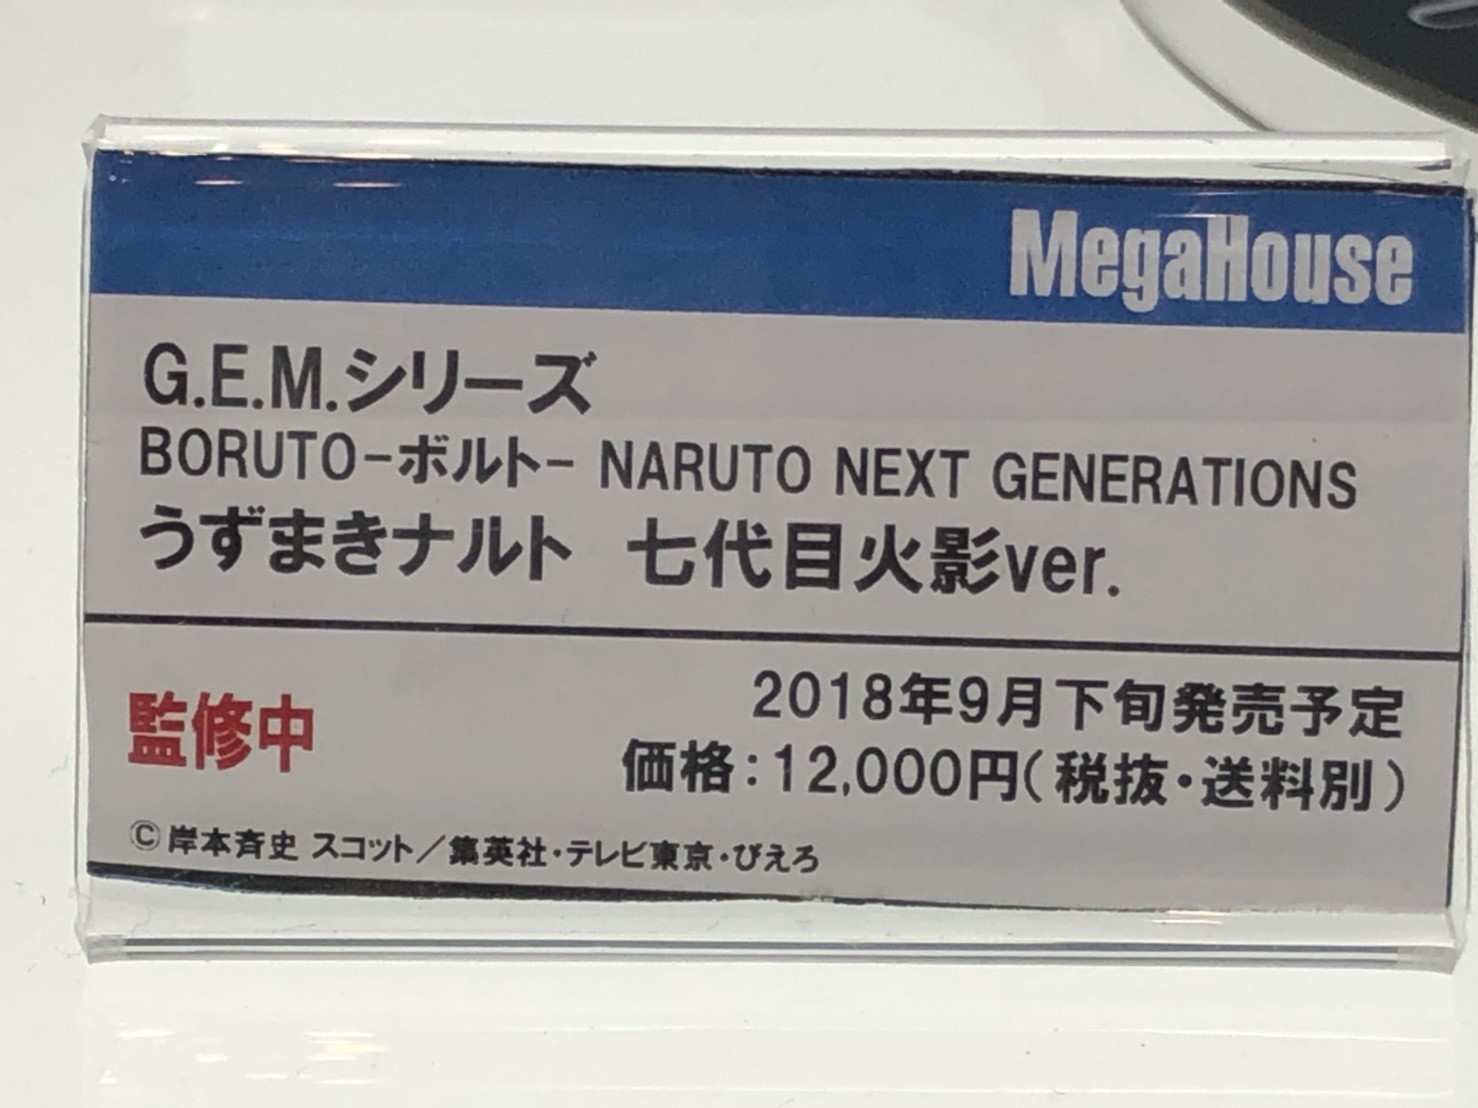 MegaHouse
G.E.M.シリーズ
BORUTO-ボルト- NARUTO NEXT GENERATIONS
うずまきナルト 七代目火影ver.
監修中
2018年9月下旬発売予定
価格:12,000円(税抜・送料別)
©岸本斉史 スコット/集英社・テレビ東京・ぴえろ